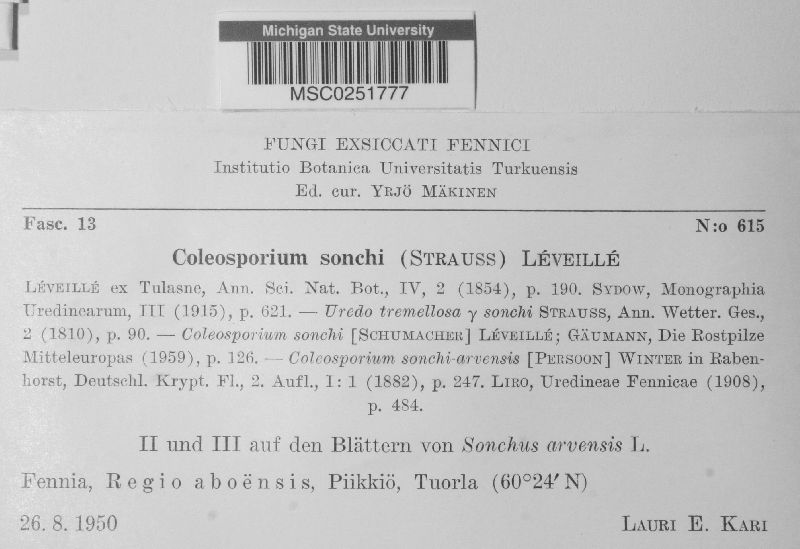 Michigan State University
MSC0251777
FUNGI EXSICCATI FENNICI
Institutio Botanica Universitatis Turkuensis
Ed. cur. YRJÖ MÄKINEN
Fasc. 13 N:o 615
Coleosporium sonchi (STRAUSS) LÉVEILLÉ
LÉVEILLÉ ex Tulasne, Ann. Sci. Nat. Bot., IV, 2 (1854), p. 190. SYDOW, Monographia
Uredinearum, III (1915), p. 621. — Uredo tremellosa γ sonchi STRAUSS, Ann. Wetter. Ges.,
2 (1810), p. 90. — Coleosporium sonchi [SCHUMACHER] LÉVEILLÉ; GÄUMANN, Die Rostpilze
Mitteleuropas (1959), p. 126. — Coleosporium sonchi-arvensis [PERSOON] WINTER in Raben-
horst, Deutschl. Krypt. Fl., 2. Aufl., I: 1 (1882), p. 247. LIRO, Uredineae Fennicae (1908),
p. 484.
II und III auf den Blättern von Sonchus arvensis L.
Fennia, Regio aboënsis, Piikkiö, Tuorla (60°24′ N)
26. 8. 1950 LAURI E. KARI